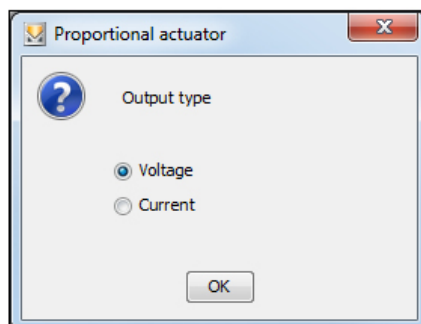 Proportional actuator
Output type
Voltage
Current
OK